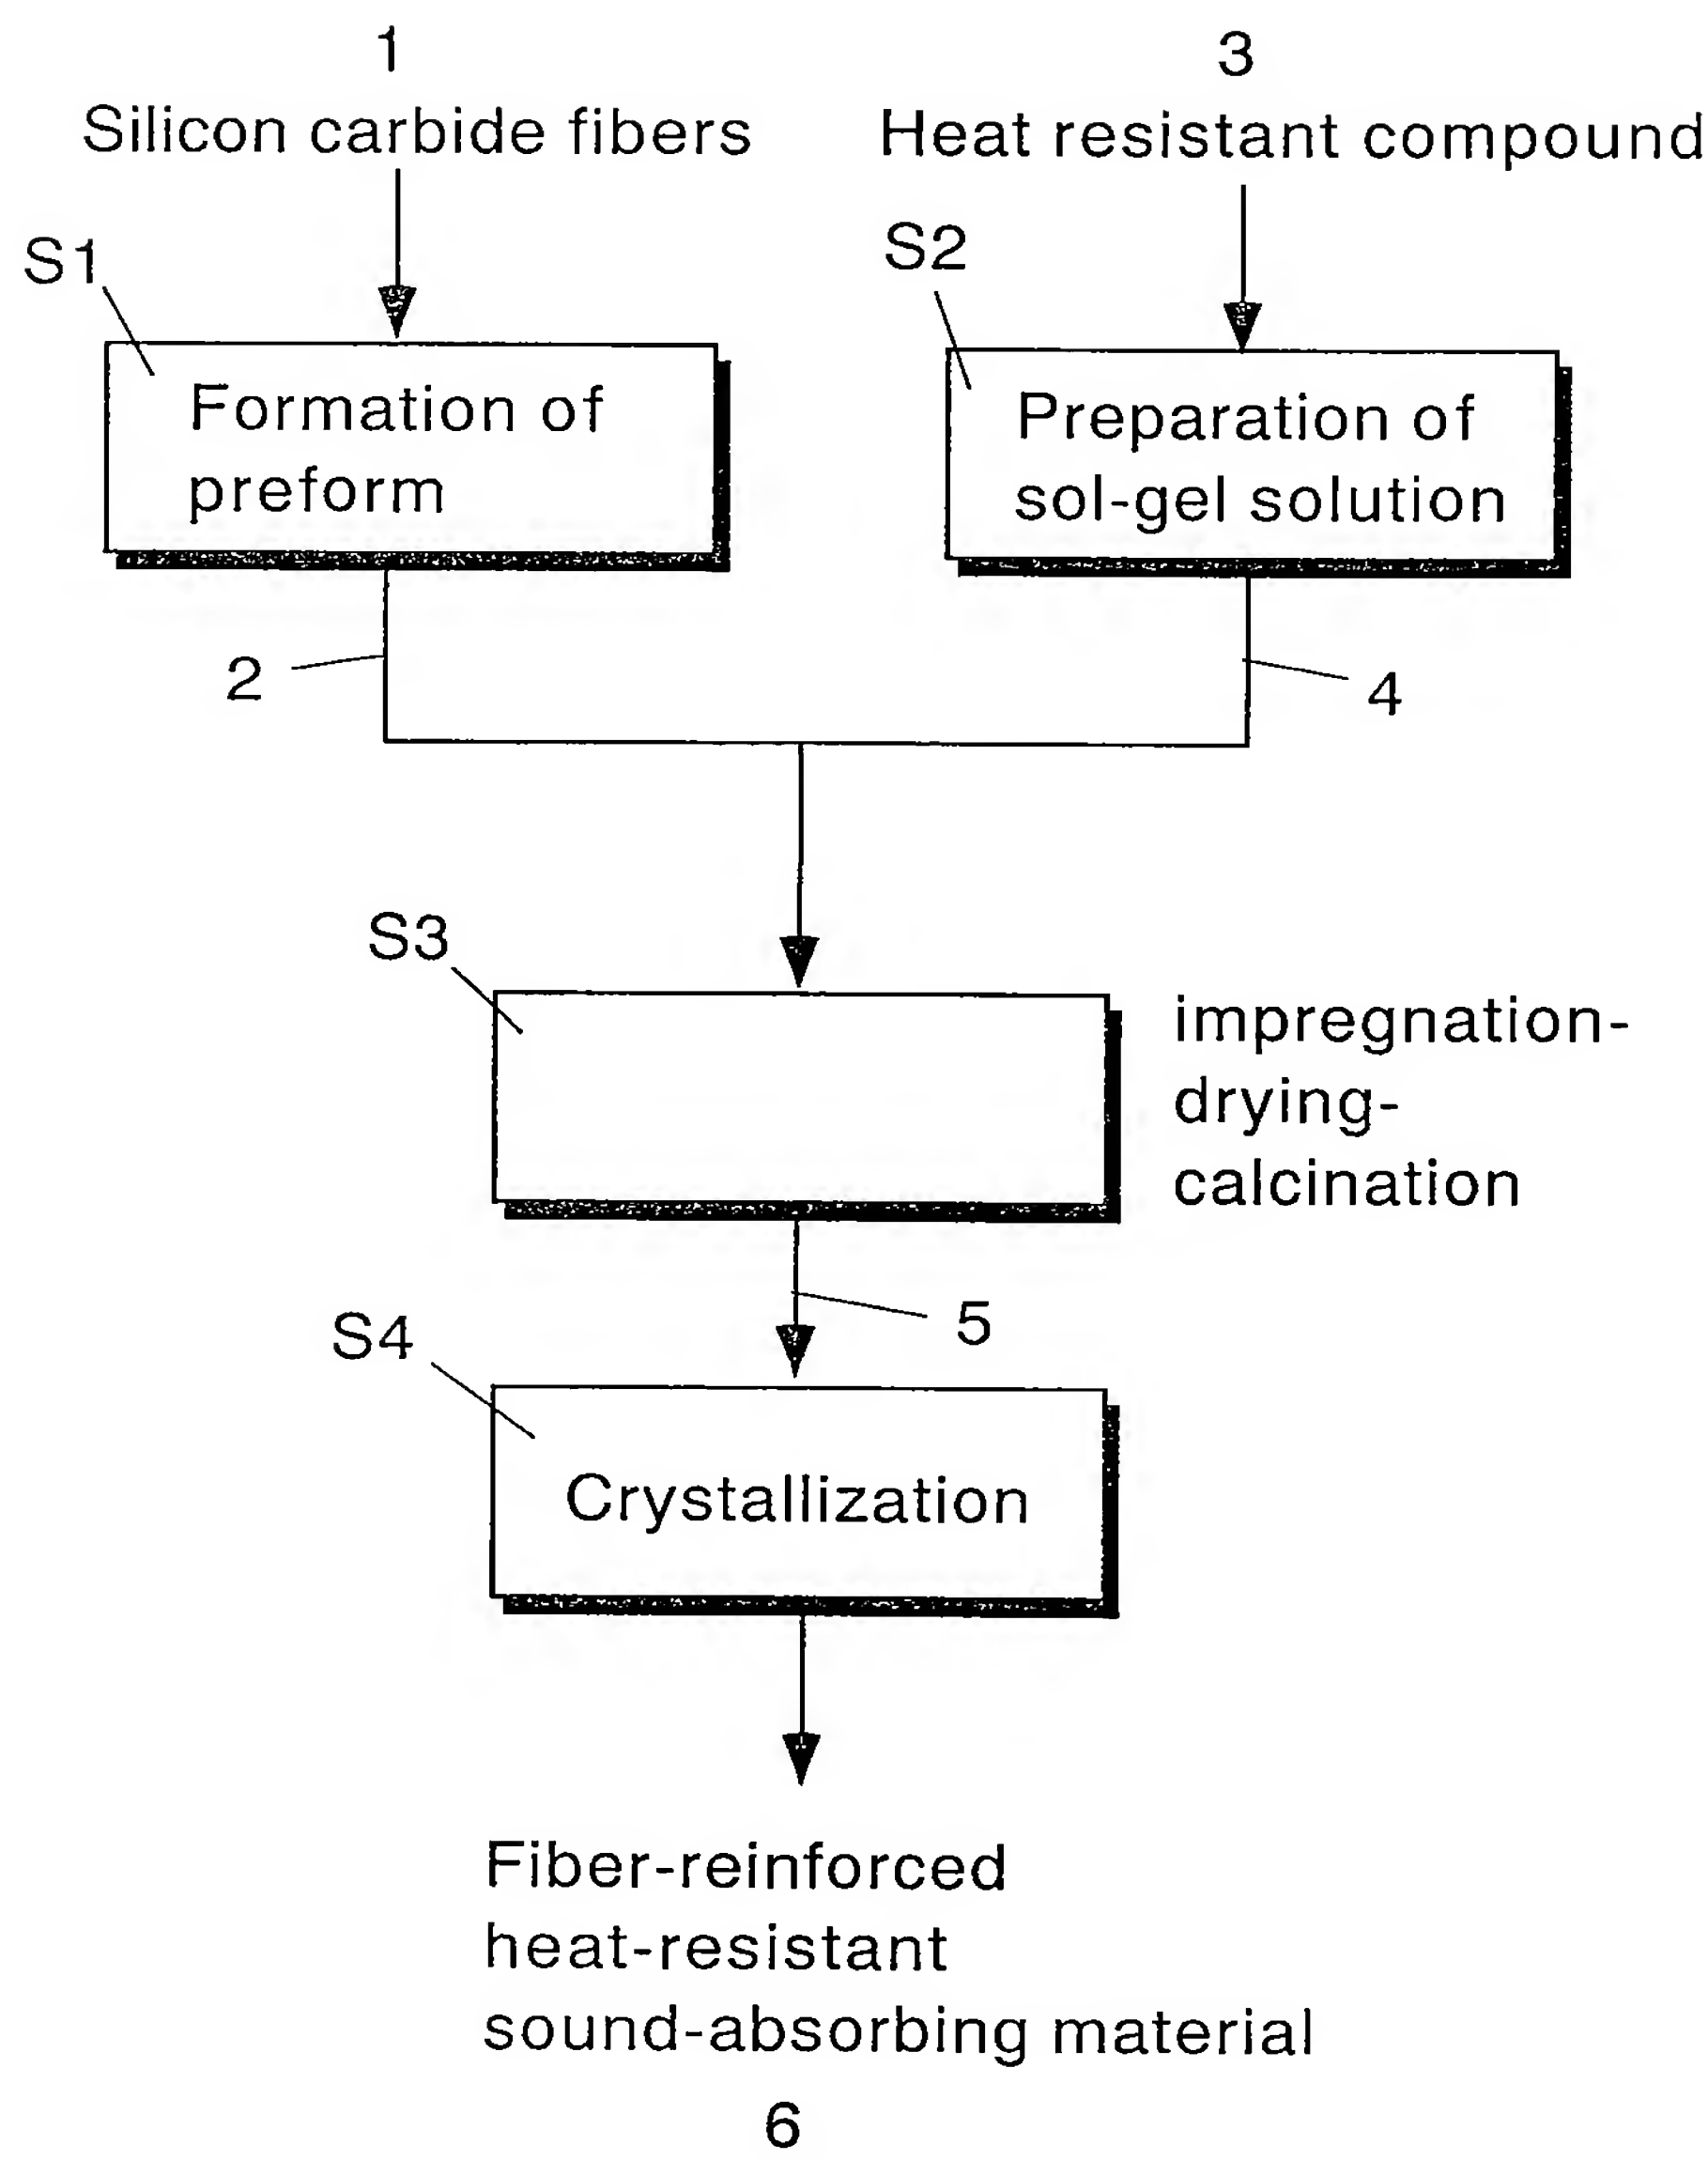 1
Silicon carbide fibers
3
Heat resistant compound
S1
S2
Formation of
preform
Preparation of
sol-gel solution
2
4
S3
impregnation-
drying-
calcination
5
S4
Crystallization
Fiber-reinforced
heat-resistant
sound-absorbing material
6